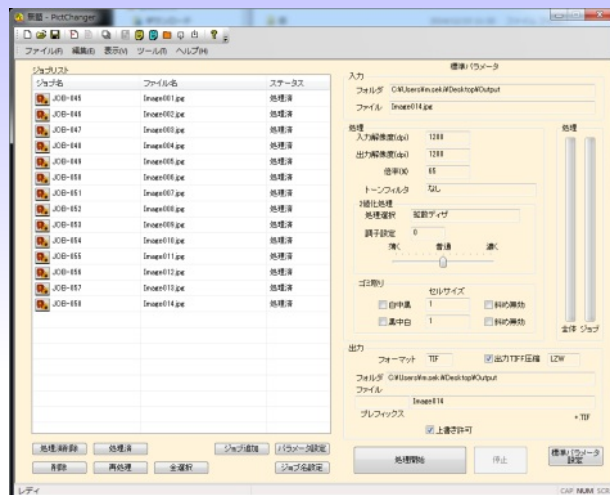 無題 - PictChanger
ファイル(F) 編集(E) 表示(V) ツール(T) ヘルプ(H)
ジョブリスト
ジョブ名 ファイル名 ステータス
JOB-045 Image001.jpg 処理済
JOB-046 Image002.jpg 処理済
JOB-047 Image003.jpg 処理済
JOB-048 Image004.jpg 処理済
JOB-049 Image005.jpg 処理済
JOB-050 Image006.jpg 処理済
JOB-051 Image007.jpg 処理済
JOB-052 Image008.jpg 処理済
JOB-053 Image009.jpg 処理済
JOB-054 Image010.jpg 処理済
JOB-055 Image011.jpg 処理済
JOB-056 Image012.jpg 処理済
JOB-057 Image013.jpg 処理済
JOB-058 Image014.jpg 処理済
処理済削除 処理済 ジョブ追加 パラメータ設定
削除 再処理 全選択 ジョブ名設定
標準パラメータ
入力
フォルダ C:¥Users¥m.seki¥Desktop¥Output
ファイル Image014.jpg
処理
入力解像度(dpi) 1200
出力解像度(dpi) 1200
倍率(%) 65
トーンフィルタ なし
2値化処理
処理選択 拡散ディザ
調子設定 0
薄く 普通 濃く
ゴミ取り
セルサイズ
白中黒 1 斜め無効
黒中白 1 斜め無効
処理
全体 ジョブ
出力
フォーマット TIF 出力TIFF圧縮 LZW
フォルダ C:¥Users¥m.seki¥Desktop¥Output
ファイル
Image014
プレフィックス + TIF
上書き許可
処理開始 停止 標準パラメータ設定
レディ CAP NUM SCR